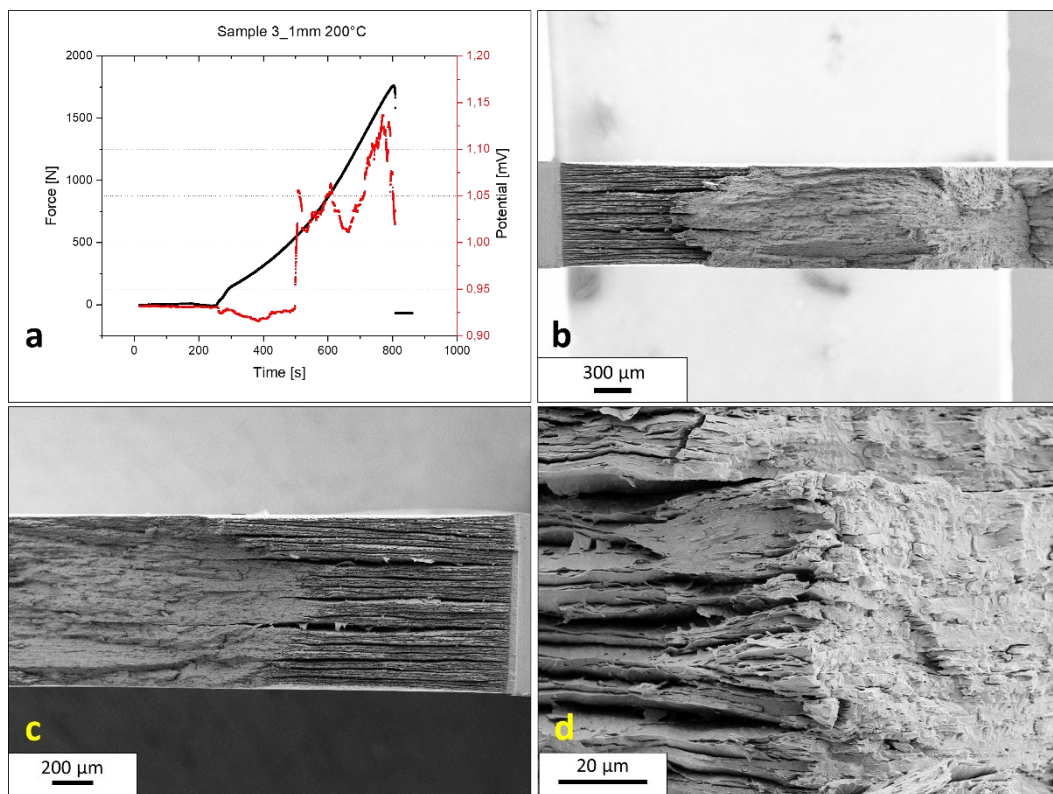 Sample 3_1mm 200°C
2000
1500
1000
500
0
Force [N]
1,20
1,15
1,10
1,05
1,00
0,95
0,90
Potential [mV]
0
200
400
600
800
1000
Time [s]
a
b
300 µm
c
200 µm
d
20 µm